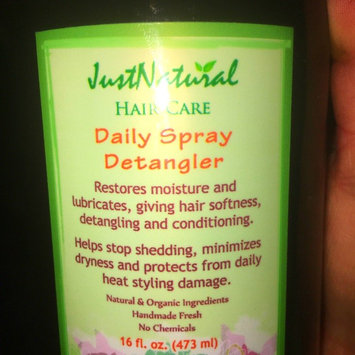 JustNatural
HAIR CARE
Daily Spray
Detangler
Restores moisture and
lubricates, giving hair softness,
detangling and conditioning.
Helps stop shedding, minimizes
dryness and protects from daily
heat styling damage.
Natural & Organic Ingredients
Handmade Fresh
No Chemicals
16 fl. oz. (473 ml)